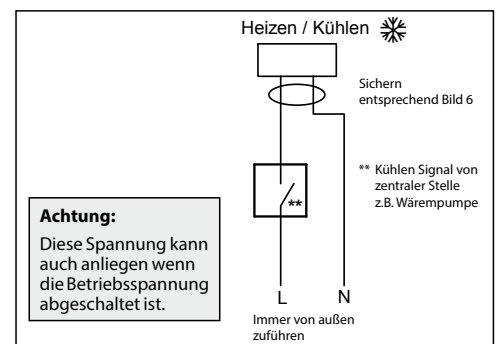 Heizen / Kühlen
Sichern
entsprechend Bild 6
** Kühlen Signal von
zentraler Stelle
z.B. Wärempumpe
**
Achtung:
Diese Spannung kann
auch anliegen wenn
die Betriebsspannung
abgeschaltet ist.
L N
Immer von außen
zuführen